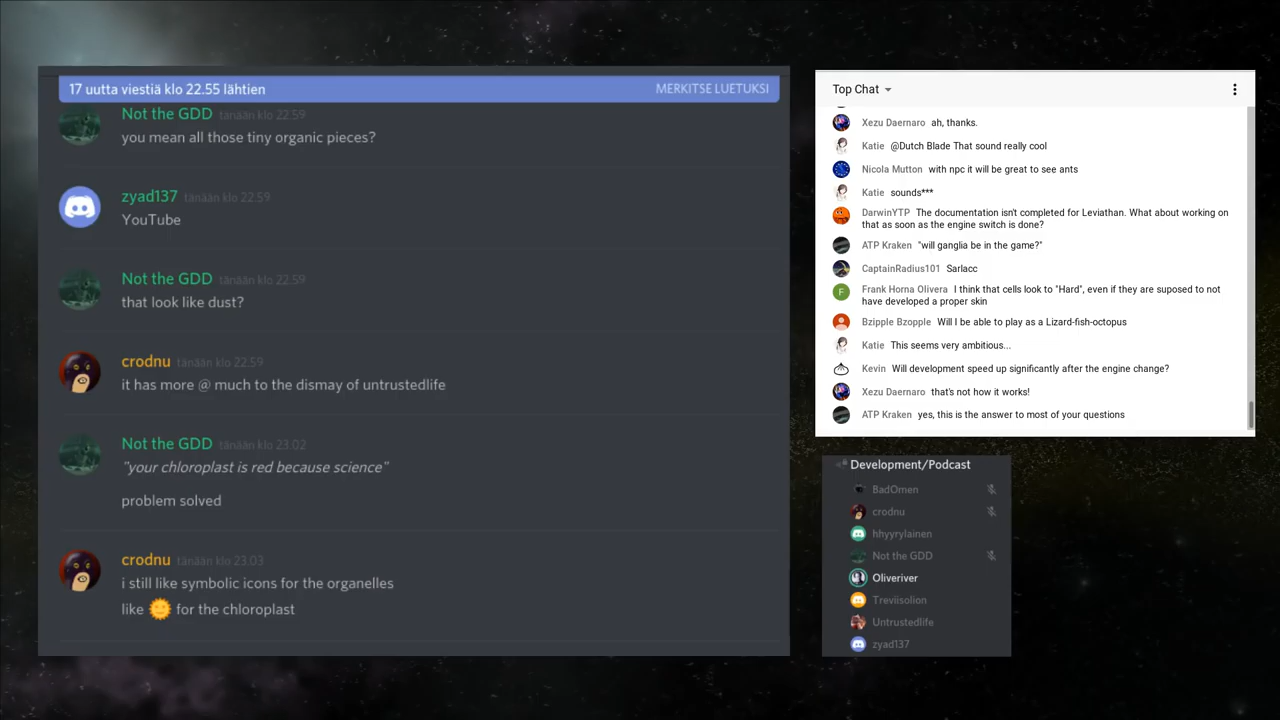 17 uutta viestiä klo 22.55 lähtien MERKITSE LUETUKSI
Not the GDD tänään klo 22.59
you mean all those tiny organic pieces?
zyad137 tänään klo 22.59
YouTube
Not the GDD tänään klo 22.59
that look like dust?
crodnu tänään klo 22.59
it has more @ much to the dismay of untrustedlife
Not the GDD tänään klo 23.02
"your chloroplast is red because science"
problem solved
crodnu tänään klo 23.03
i still like symbolic icons for the organelles
like 🌞 for the chloroplast
Top Chat
Xezu Daernaro ah, thanks.
Katie @Dutch Blade That sound really cool
Nicola Mutton with npc it will be great to see ants
Katie sounds***
DarwinYTP The documentation isn't completed for Leviathan. What about working on
that as soon as the engine switch is done?
ATP Kraken "will ganglia be in the game?"
CaptainRadius101 Sarlacc
F Frank Horna Olivera I think that cells look to "Hard", even if they are suposed to not
have developed a proper skin
Bzipple Bzopple Will I be able to play as a Lizard-fish-octopus
Katie This seems very ambitious...
Kevin Will development speed up significantly after the engine change?
Xezu Daernaro that's not how it works!
ATP Kraken yes, this is the answer to most of your questions
Development/Podcast
BadOmen
crodnu
hhyyrylainen
Not the GDD
Oliveriver
Treviisolion
Untrustedlife
zyad137